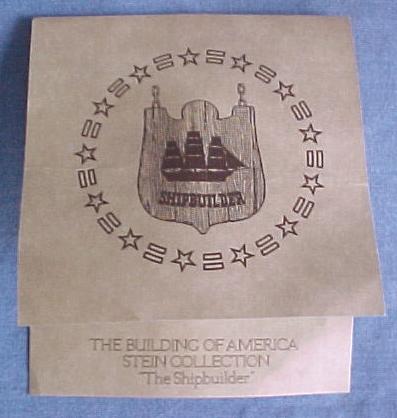 SHIPBUILDER
THE BUILDING OF AMERICA
STEIN COLLECTION
"The Shipbuilder"